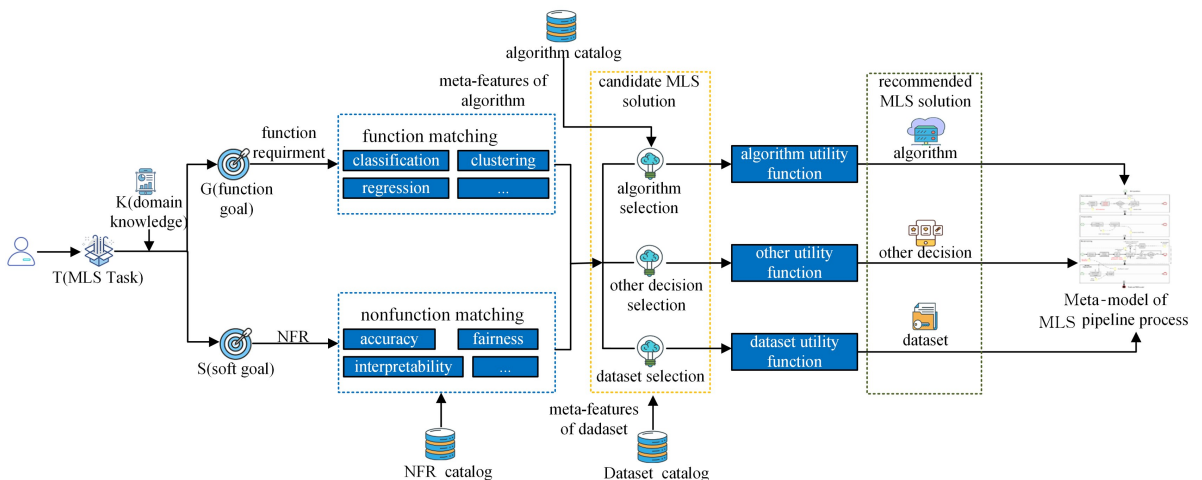 algorithm catalog
meta-features of
algorithm
candidate MLS
solution
recommended
MLS solution
function
requirment
function matching
classification
clustering
regression
...
K(domain
knowledge)
G(function
goal)
algorithm
selection
algorithm utility
function
algorithm
T(MLS Task)
other decision
selection
other utility
function
other decision
Meta-model of
MLS pipeline process
NFR
S(soft goal)
nonfunction matching
accuracy
fairness
interpretability
...
dataset selection
dataset utility
function
dataset
meta-features
of dadaset
NFR catalog
Dataset catalog